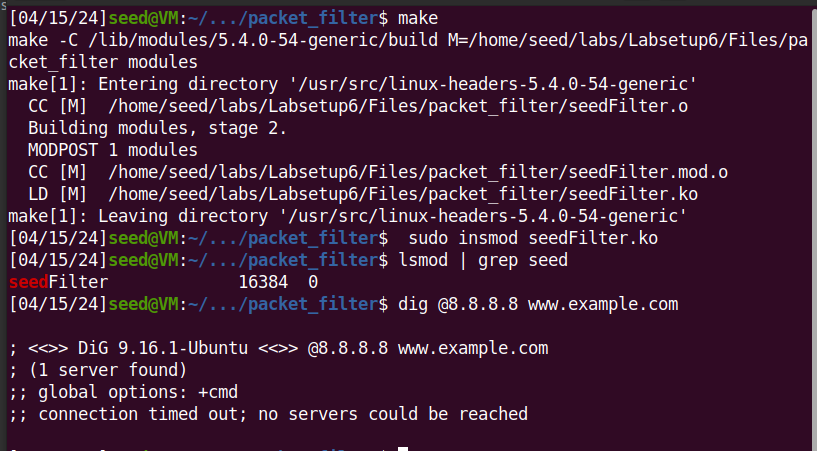 [04/15/24]seed@VM:~/.../packet_filter$ make
make -C /lib/modules/5.4.0-54-generic/build M=/home/seed/labs/Labsetup6/Files/pa
cket_filter modules
make[1]: Entering directory '/usr/src/linux-headers-5.4.0-54-generic'
  CC [M]  /home/seed/labs/Labsetup6/Files/packet_filter/seedFilter.o
  Building modules, stage 2.
  MODPOST 1 modules
  CC [M]  /home/seed/labs/Labsetup6/Files/packet_filter/seedFilter.mod.o
  LD [M]  /home/seed/labs/Labsetup6/Files/packet_filter/seedFilter.ko
make[1]: Leaving directory '/usr/src/linux-headers-5.4.0-54-generic'
[04/15/24]seed@VM:~/.../packet_filter$  sudo insmod seedFilter.ko
[04/15/24]seed@VM:~/.../packet_filter$ lsmod | grep seed
seedFilter             16384  0
[04/15/24]seed@VM:~/.../packet_filter$ dig @8.8.8.8 www.example.com

; <<>> DiG 9.16.1-Ubuntu <<>> @8.8.8.8 www.example.com
; (1 server found)
;; global options: +cmd
;; connection timed out; no servers could be reached